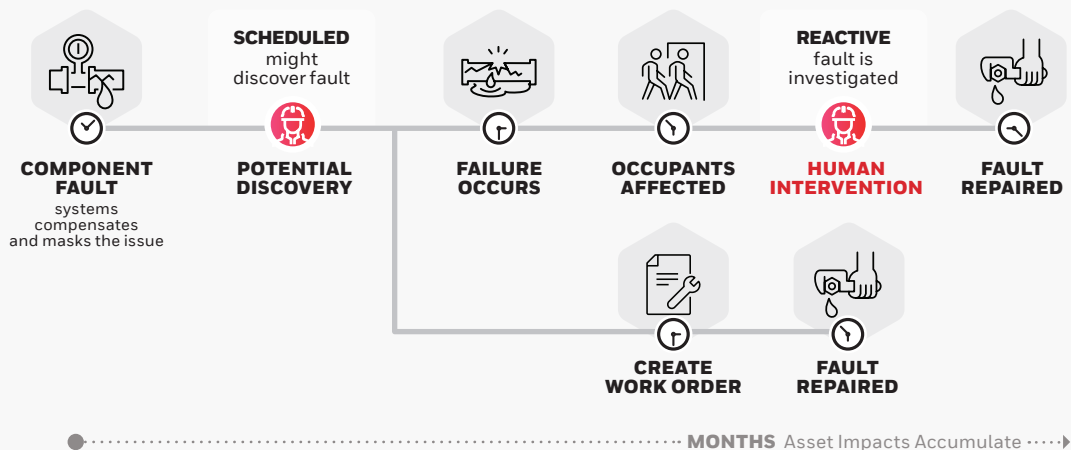 SCHEDULED
might
discover fault
REACTIVE
fault is
investigated
COMPONENT
FAULT
systems
compensates
and masks the issue
POTENTIAL
DISCOVERY
FAILURE
OCCURS
OCCUPANTS
AFFECTED
HUMAN
INTERVENTION
FAULT
REPAIRED
CREATE
WORK ORDER
FAULT
REPAIRED
MONTHS Asset Impacts Accumulate